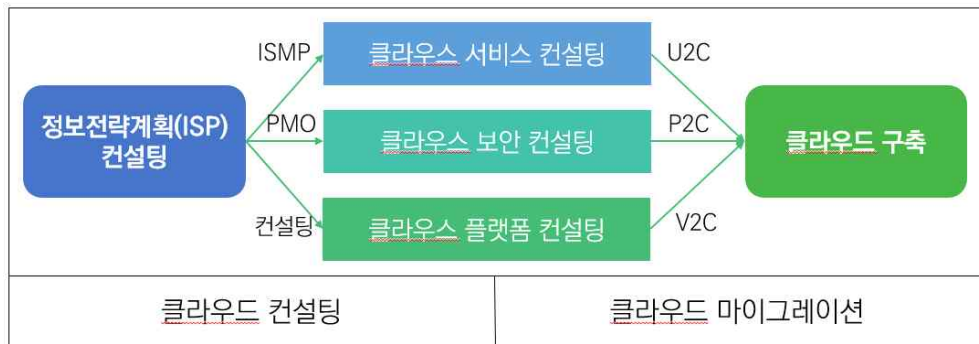 ISMP
클라우스 서비스 컨설팅
U2C
정보전략계획(ISP)
컨설팅
PMO
클라우스 보안 컨설팅
P2C
클라우드 구축
컨설팅
클라우스 플랫폼 컨설팅
V2C
클라우드 컨설팅
클라우드 마이그레이션